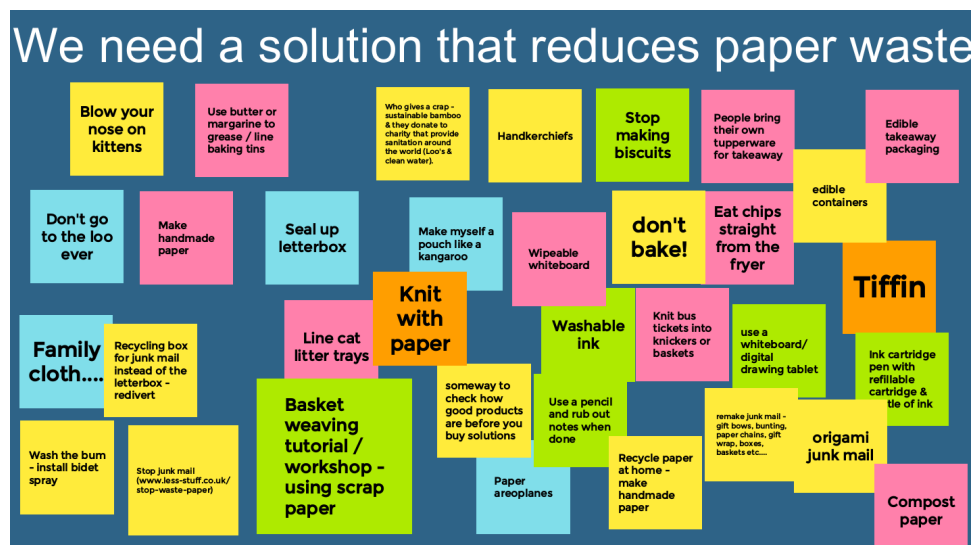 We need a solution that reduces paper waste
Blow your
nose on
kittens
Use butter or
margarine to
grease / line
baking tins
Who gives a crap -
sustainable bamboo
& they donate to
charity that provide
sanitation around
the world (Loo's &
clean water).
Handkerchiefs
Stop
making
biscuits
People bring
their own
tupperware
for takeaway
Edible
takeaway
packaging
edible
containers
Don't go
to the loo
ever
Make
handmade
paper
Seal up
letterbox
Make myself a
pouch like a
kangaroo
Wipeable
whiteboard
don't
bake!
Eat chips
straight
from the
fryer
Tiffin
Knit
with
paper
Family
cloth....
Recycling box
for junk mail
instead of the
letterbox -
redivert
Line cat
litter trays
Washable
ink
Knit bus
tickets into
knickers or
baskets
use a
whiteboard/
digital
drawing tablet
Ink cartridge
pen with
refillable
cartridge &
tle of ink
Basket
weaving
tutorial /
workshop -
using scrap
paper
someway to
check how
good products
are before you
buy solutions
Use a pencil
and rub out
notes when
done
remake junk mail -
gift bows, bunting,
paper chains, gift
wrap, boxes,
baskets etc....
origami
junk mail
Wash the bum
- install bidet
spray
Stop junk mail
(www.less-stuff.co.uk/
stop-waste-paper)
Paper
areoplanes
Recycle paper
at home -
make
handmade
paper
Compost
paper